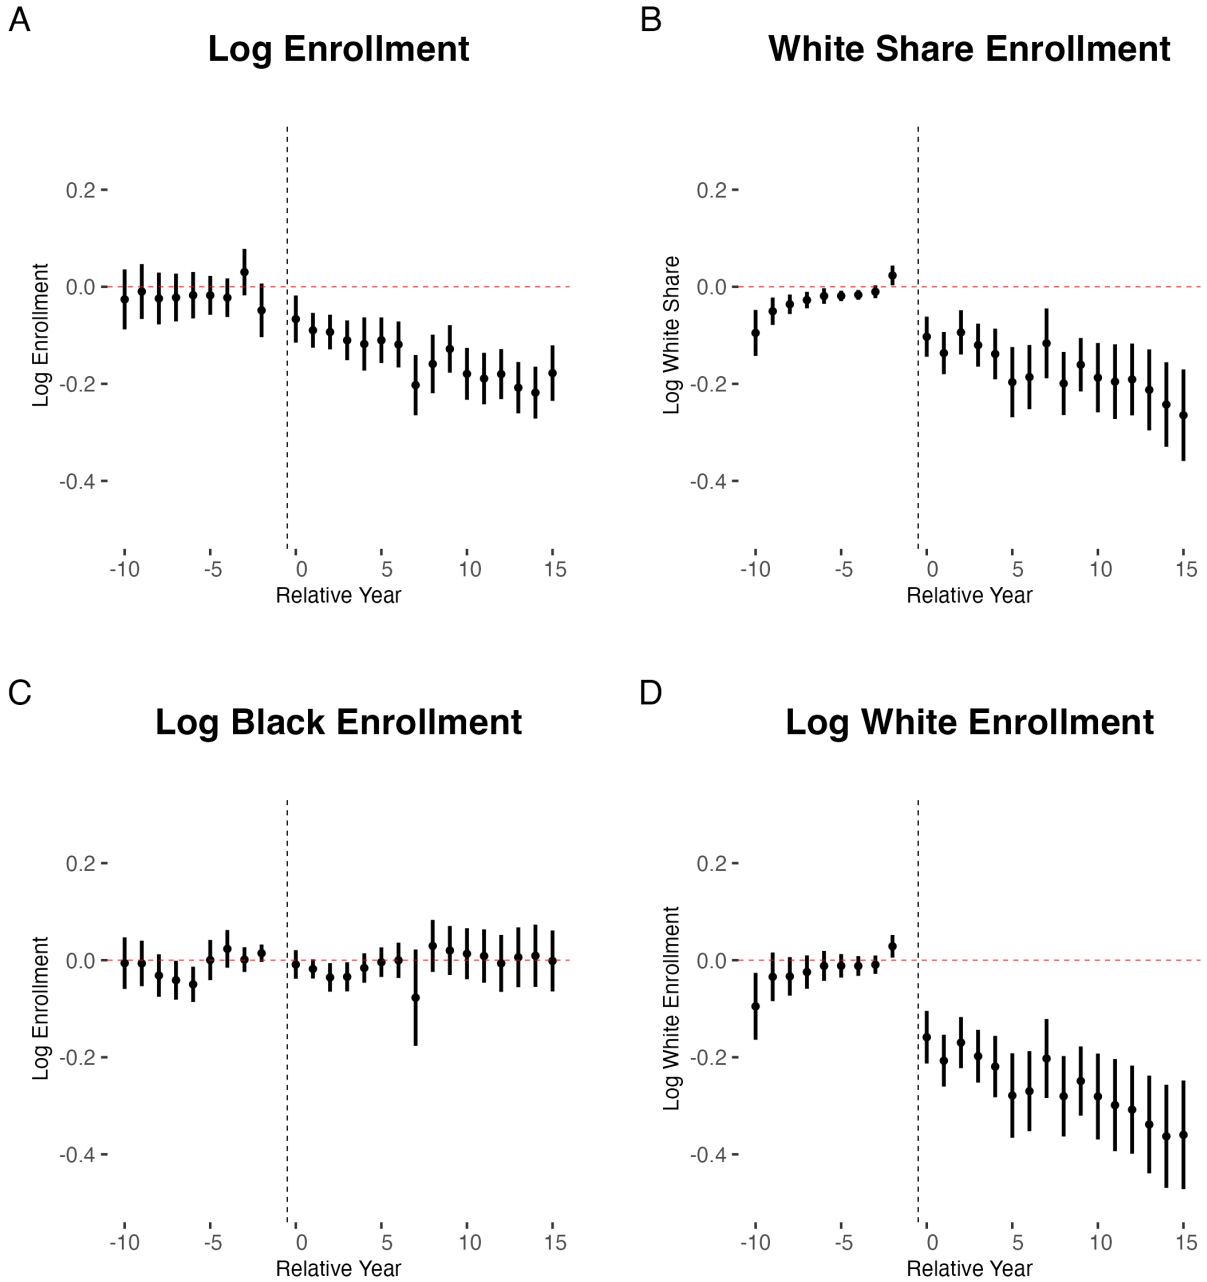 A
Log Enrollment
Log Enrollment
0.2
0.0
-0.2
-0.4
-10 -5 0 5 10 15
Relative Year
B
White Share Enrollment
Log White Share
0.2
0.0
-0.2
-0.4
-10 -5 0 5 10 15
Relative Year
C
Log Black Enrollment
Log Enrollment
0.2
0.0
-0.2
-0.4
-10 -5 0 5 10 15
Relative Year
D
Log White Enrollment
Log White Enrollment
0.2
0.0
-0.2
-0.4
-10 -5 0 5 10 15
Relative Year